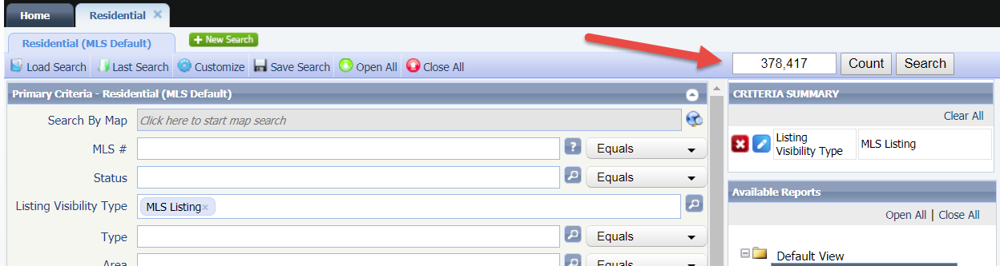 Home
Residential ×
Residential (MLS Default)
+ New Search
Load Search
Last Search
Customize
Save Search
Open All
Close All
378,417
Count
Search
Primary Criteria - Residential (MLS Default)
Search By Map
Click here to start map search
MLS #
?
Equals
Status
Equals
Listing Visibility Type
MLS Listing×
Type
Equals
Area
Equals
CRITERIA SUMMARY
Clear All
Listing
Visibility Type
MLS Listing
Available Reports
Open All | Close All
Default View